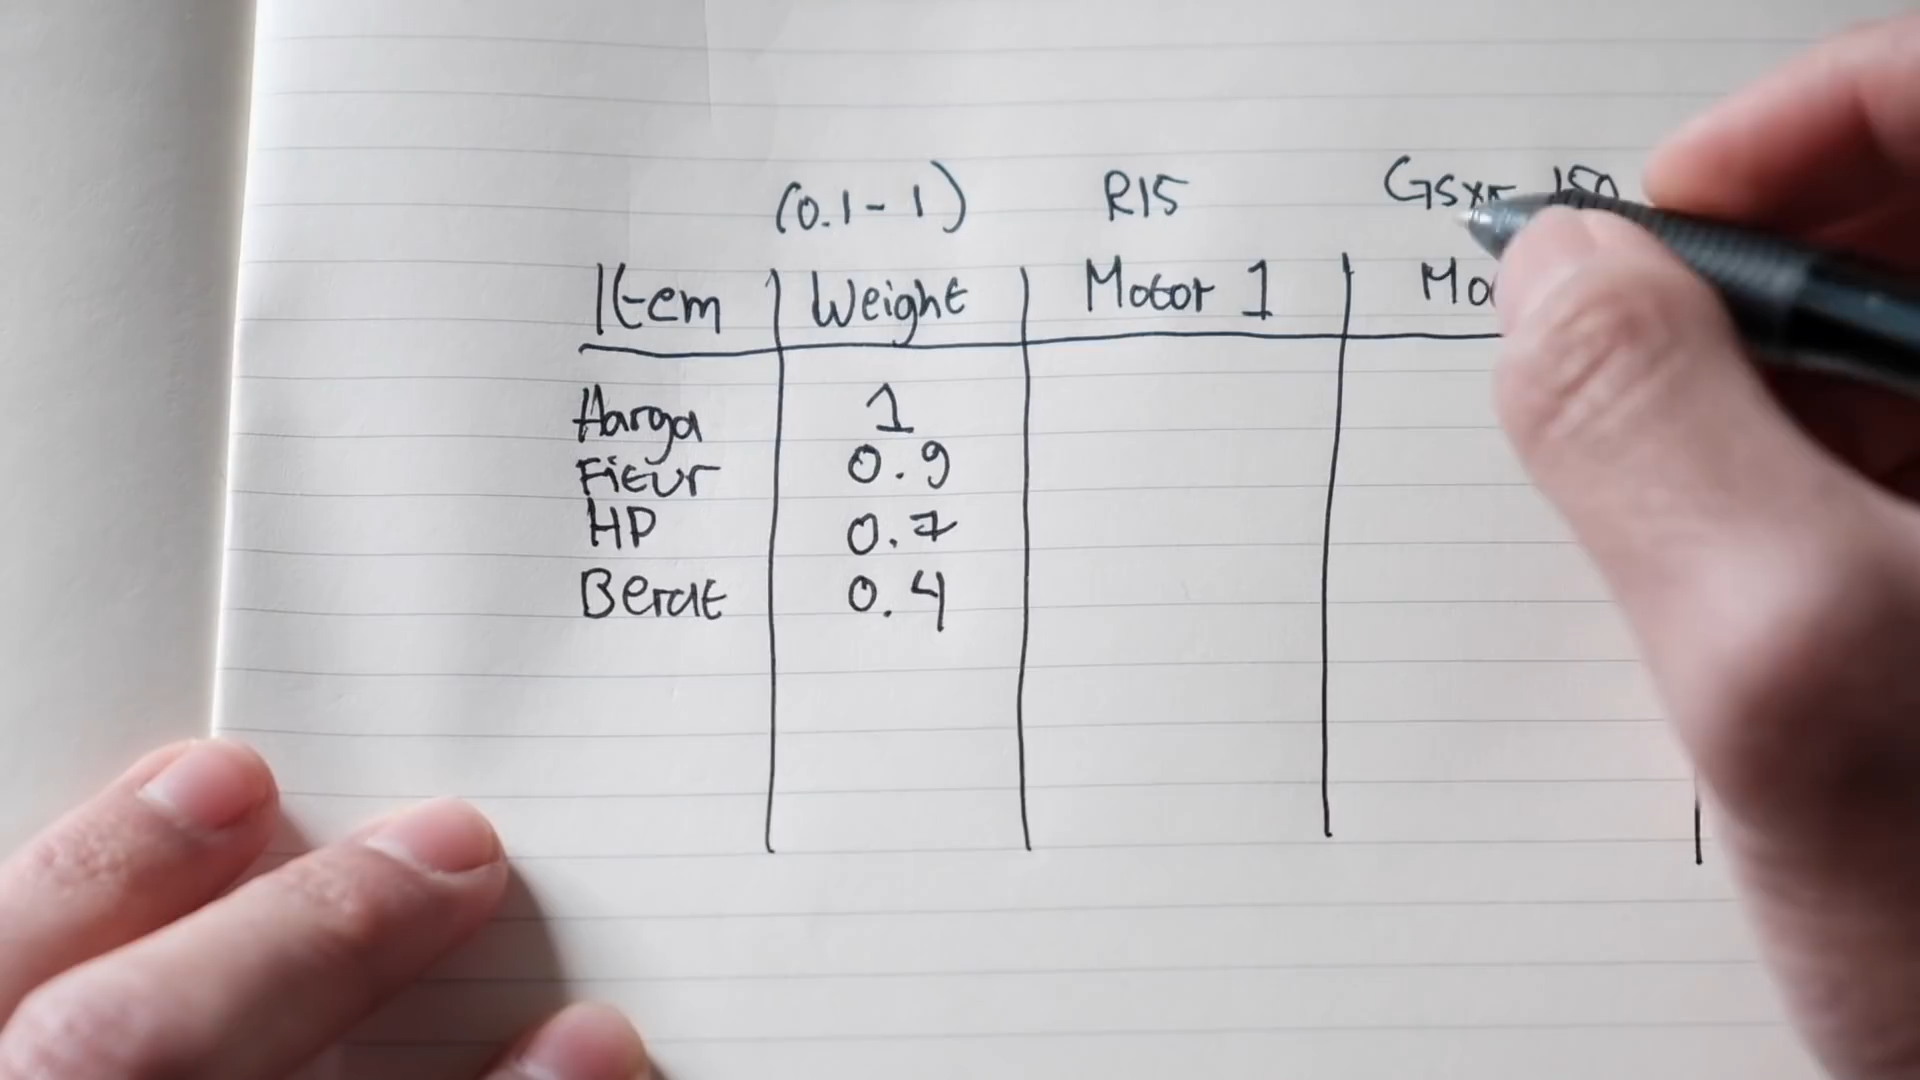 (0.1 - 1) R15 Gsxr 150
Item Weight Motor 1
Harga 1
Fitur 0.9
HP 0.7
Berat 0.4